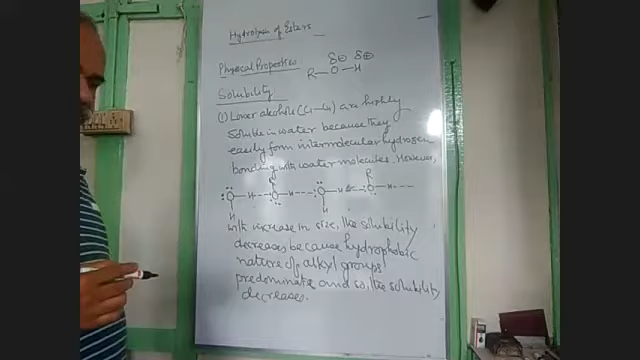 Hydrolysis of Esters
Physical Properties
δ⊖ δ⊕
R—O—H
Solubility
(1) Lower alcohols (C1–C4) are highly
soluble in water because they
easily form intermolecular hydrogen
bonding with water molecules. However,
R R
O—H---O—H---O—H---O—H---
H H
with increase in size, the solubility
decreases because hydrophobic
nature of alkyl groups
predominate and so, the solubility
decreases.